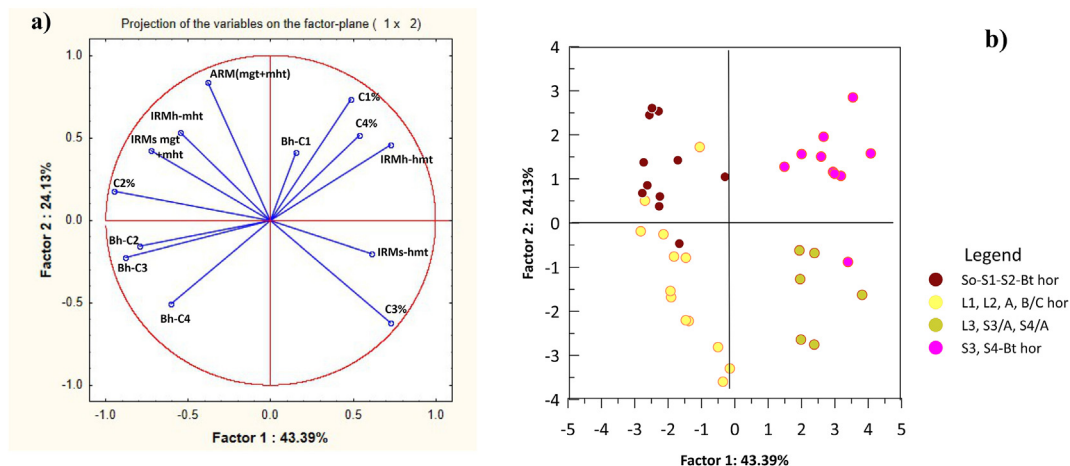 a)
Projection of the variables on the factor-plane ( 1 x 2)
1.0
0.5
0.0
-0.5
-1.0
Factor 2 : 24.13%
ARM(mgt+mht)
C1%
IRMh-mht
C4%
IRMs mgt
+mht
Bh-C1
IRMh-hmt
C2%
Bh-C2
Bh-C3
IRMs-hmt
Bh-C4
C3%
-1.0 -0.5 0.0 0.5 1.0
Factor 1 : 43.39%
b)
4
3
2
1
0
-1
-2
-3
-4
Factor 2: 24.13%
-5 -4 -3 -2 -1 0 1 2 3 4 5
Factor 1: 43.39%
Legend
So-S1-S2-Bt hor
L1, L2, A, B/C hor
L3, S3/A, S4/A
S3, S4-Bt hor